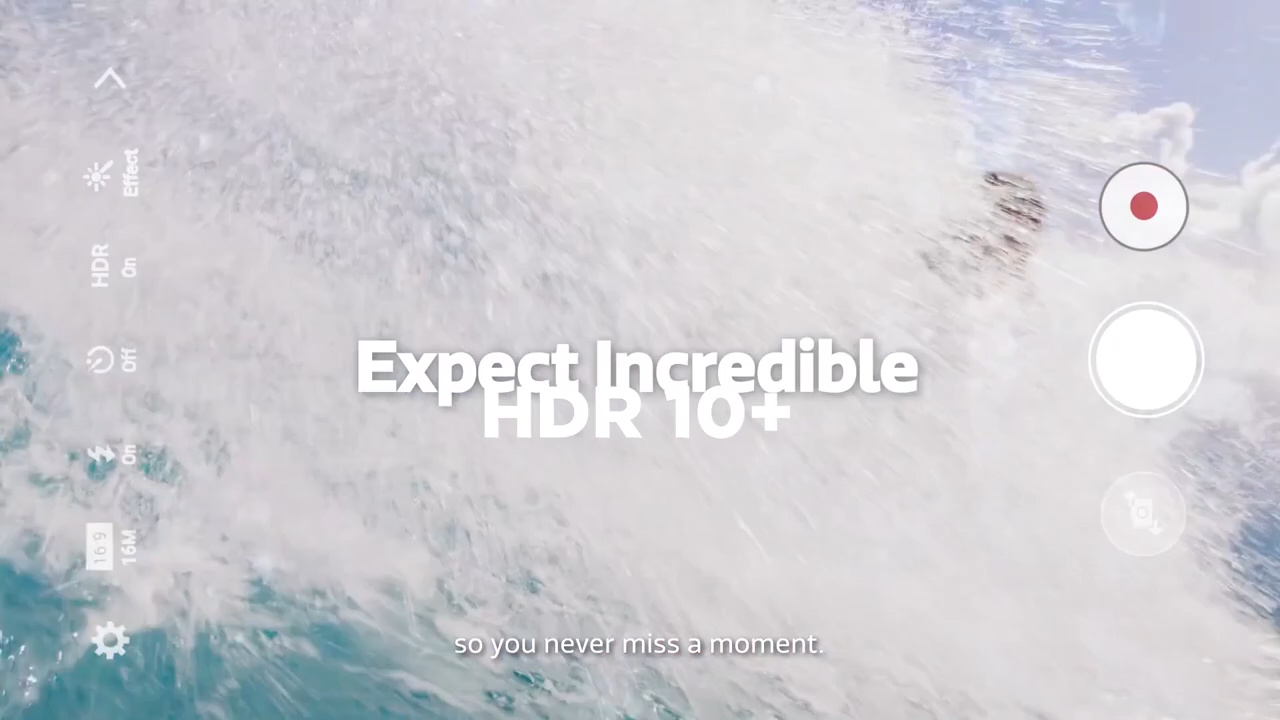 Effect
HDR
On
Off
On
16:9
16M
Expect Incredible
HDR 10+
so you never miss a moment.